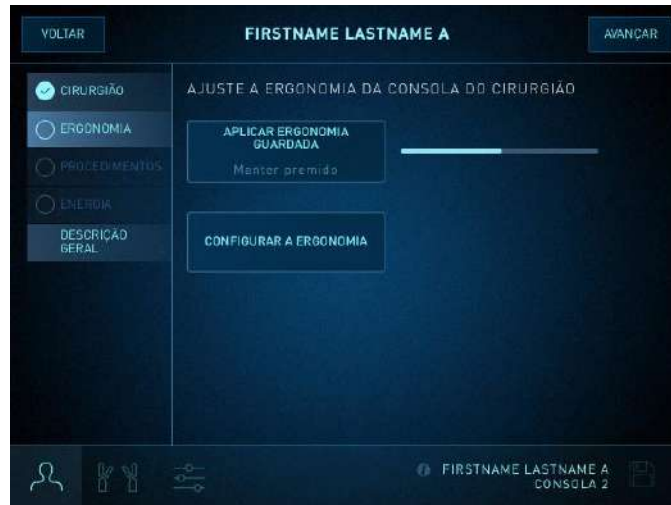 VOLTAR
FIRSTNAME LASTNAME A
AVANÇAR
CIRURGIÃO
ERGONOMIA
PROCEDIMENTOS
ENERGIA
DESCRIÇÃO
GERAL
AJUSTE A ERGONOMIA DA CONSOLA DO CIRURGIÃO
APLICAR ERGONOMIA
GUARDADA
Manter premido
CONFIGURAR A ERGONOMIA
FIRSTNAME LASTNAME A
CONSOLA 2